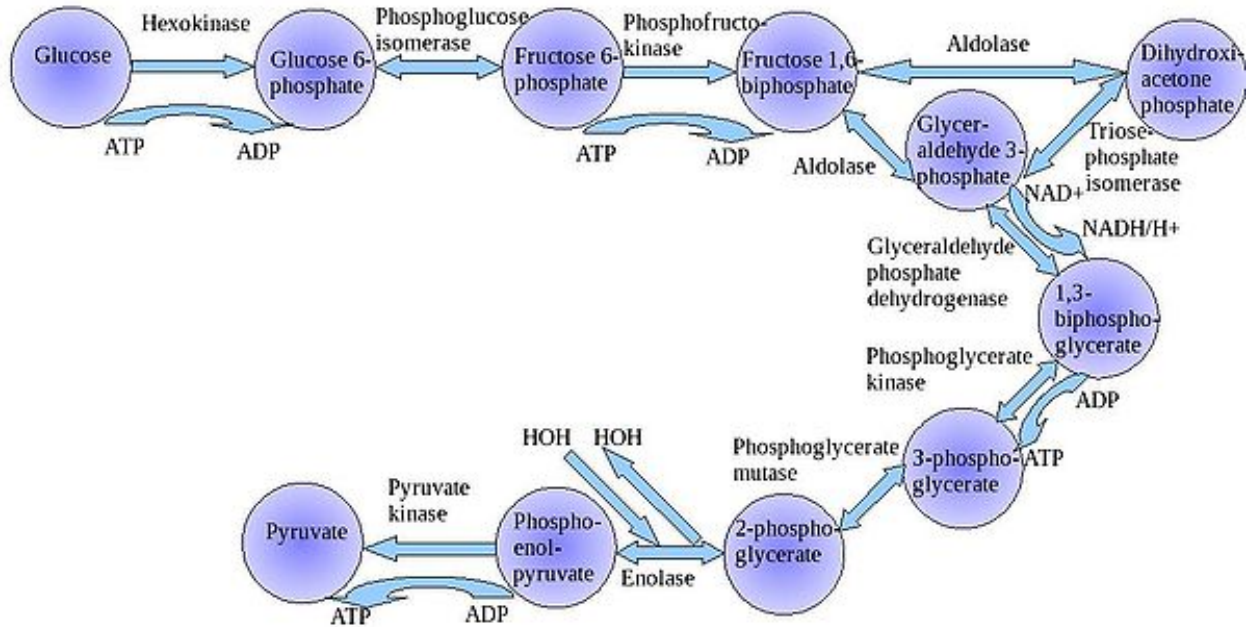 Glucose
Hexokinase
ATP
ADP
Glucose 6-
phosphate
Phosphoglucose
isomerase
Fructose 6-
phosphate
Phosphofructo-
kinase
ATP
ADP
Fructose 1,6-
biphosphate
Aldolase
Dihydroxi-
acetone
phosphate
Aldolase
Glycer-
aldehyde 3-
phosphate
Triose-
phosphate
isomerase
NAD+
NADH/H+
Glyceraldehyde
phosphate
dehydrogenase
1,3-
biphospho-
glycerate
Phosphoglycerate
kinase
ADP
ATP
3-phospho-
glycerate
Phosphoglycerate
mutase
2-phospho-
glycerate
HOH
HOH
Enolase
Phospho-
enol-
pyruvate
Pyruvate
kinase
ADP
ATP
Pyruvate